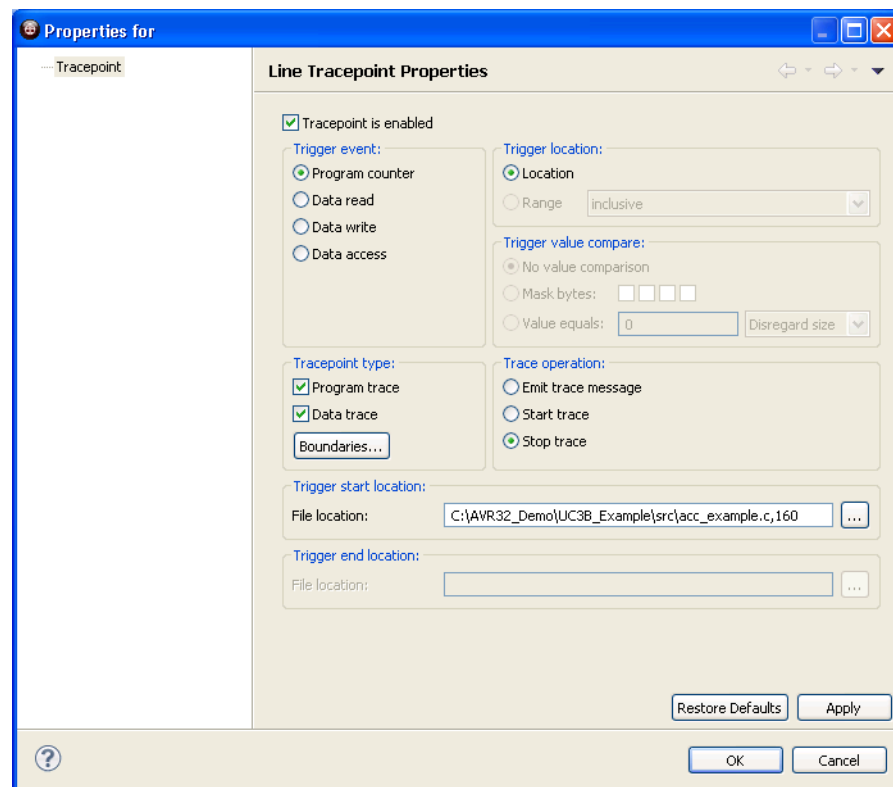 Properties for
Tracepoint
Line Tracepoint Properties
Tracepoint is enabled
Trigger event:
Program counter
Data read
Data write
Data access
Trigger location:
Location
Range inclusive
Trigger value compare:
No value comparison
Mask bytes:
Value equals: 0 Disregard size
Tracepoint type:
Program trace
Data trace
Boundaries...
Trace operation:
Emit trace message
Start trace
Stop trace
Trigger start location:
File location: C:\AVR32_Demo\UC3B_Example\src\acc_example.c,160 ...
Trigger end location:
File location: ...
Restore Defaults Apply
? OK Cancel